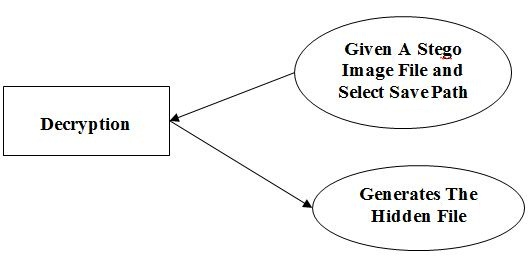 Given A Stego
Image File and
Select Save Path
Decryption
Generates The
Hidden File